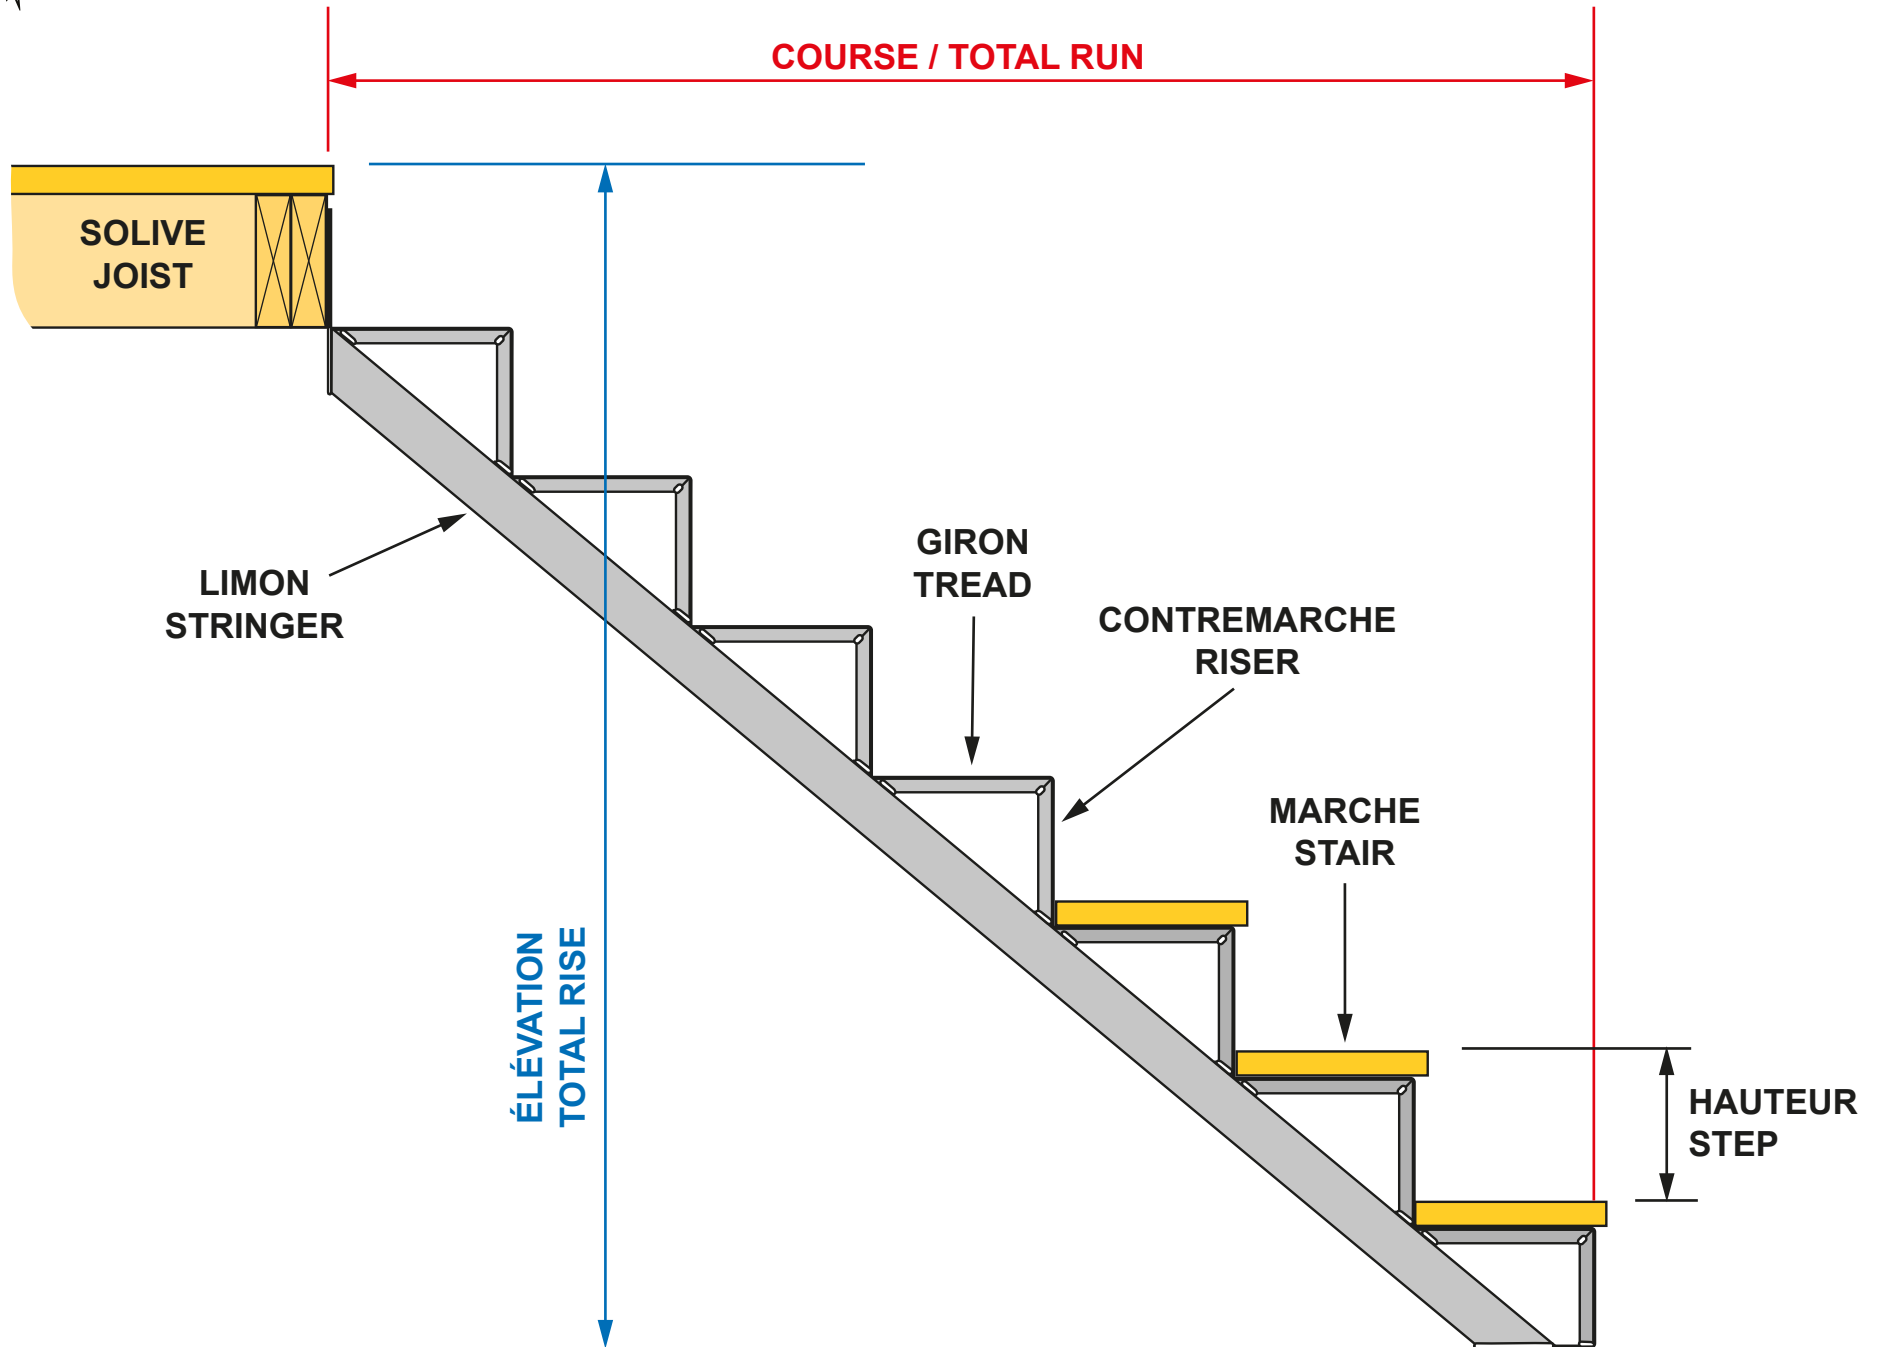 COURSE / TOTAL RUN
SOLIVE
JOIST
LIMON
STRINGER
GIRON
TREAD
CONTREMARCHE
RISER
MARCHE
STAIR
ÉLÉVATION
TOTAL RISE
HAUTEUR
STEP